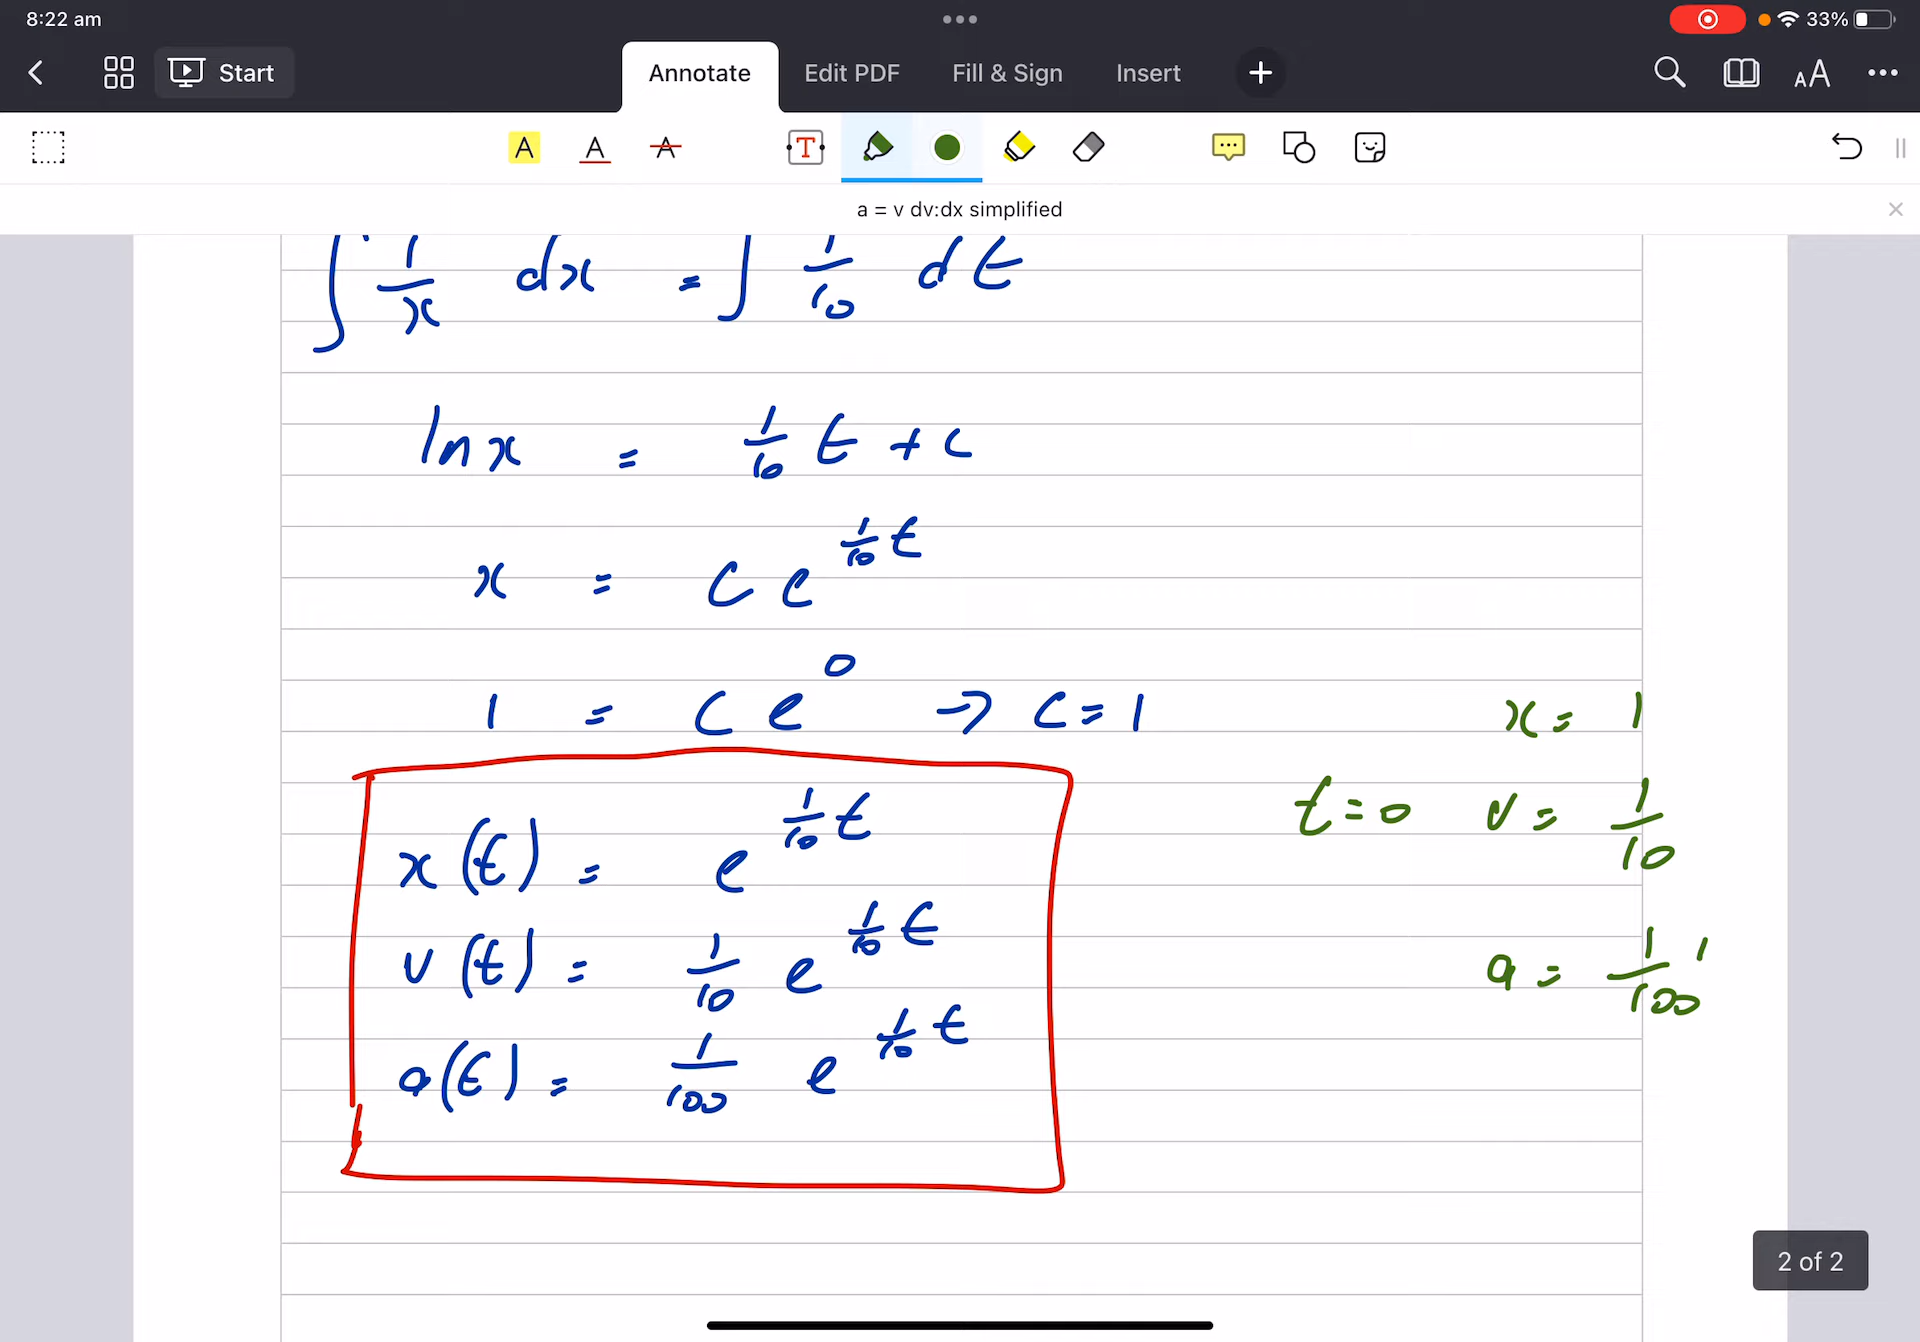 8:22 am 33%
Start Annotate Edit PDF Fill & Sign Insert
a = v dv:dx simplified
∫ 1/x dx = ∫ 1/10 dt
ln x = 1/10 t + c
x = C e^(1/10 t)
1 = C e^0 → C = 1
x = 1
x(t) = e^(1/10 t)
t = 0 v = 1/10
v(t) = 1/10 e^(1/10 t)
a = 1/100
a(t) = 1/100 e^(1/10 t)
2 of 2